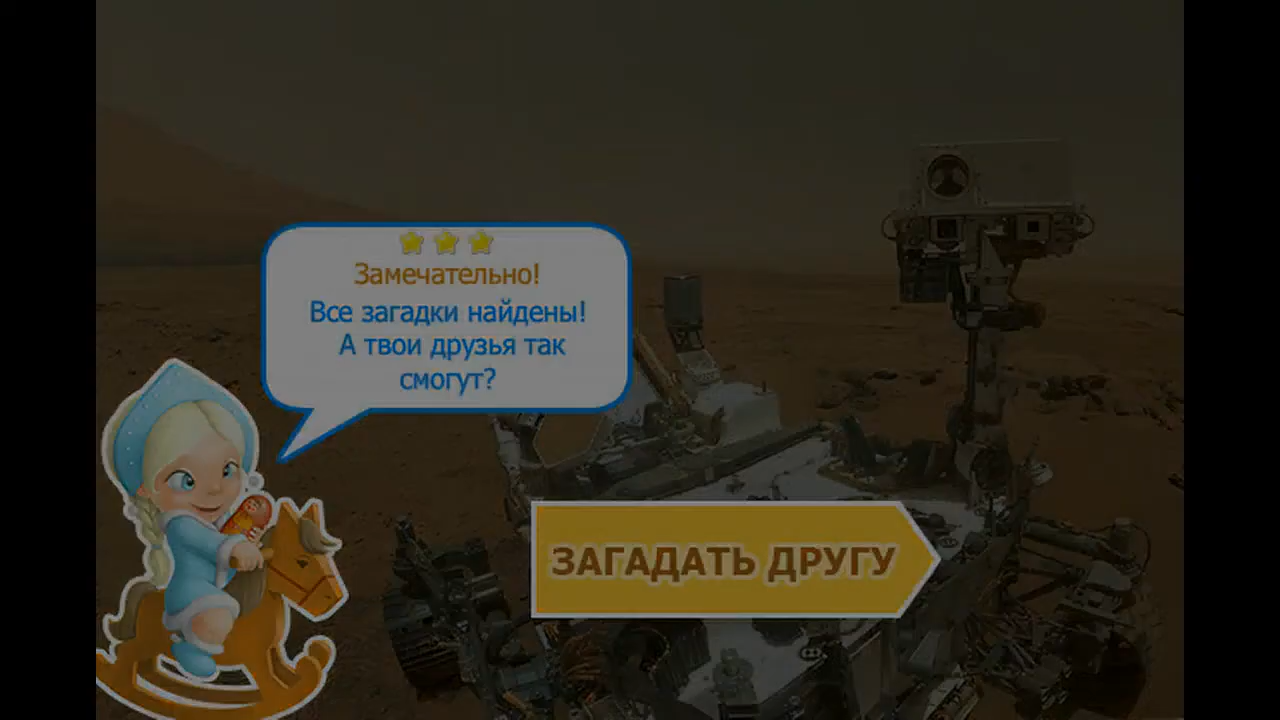 Замечательно!
Все загадки найдены!
А твои друзья так
смогут?
ЗАГАДАТЬ ДРУГУ